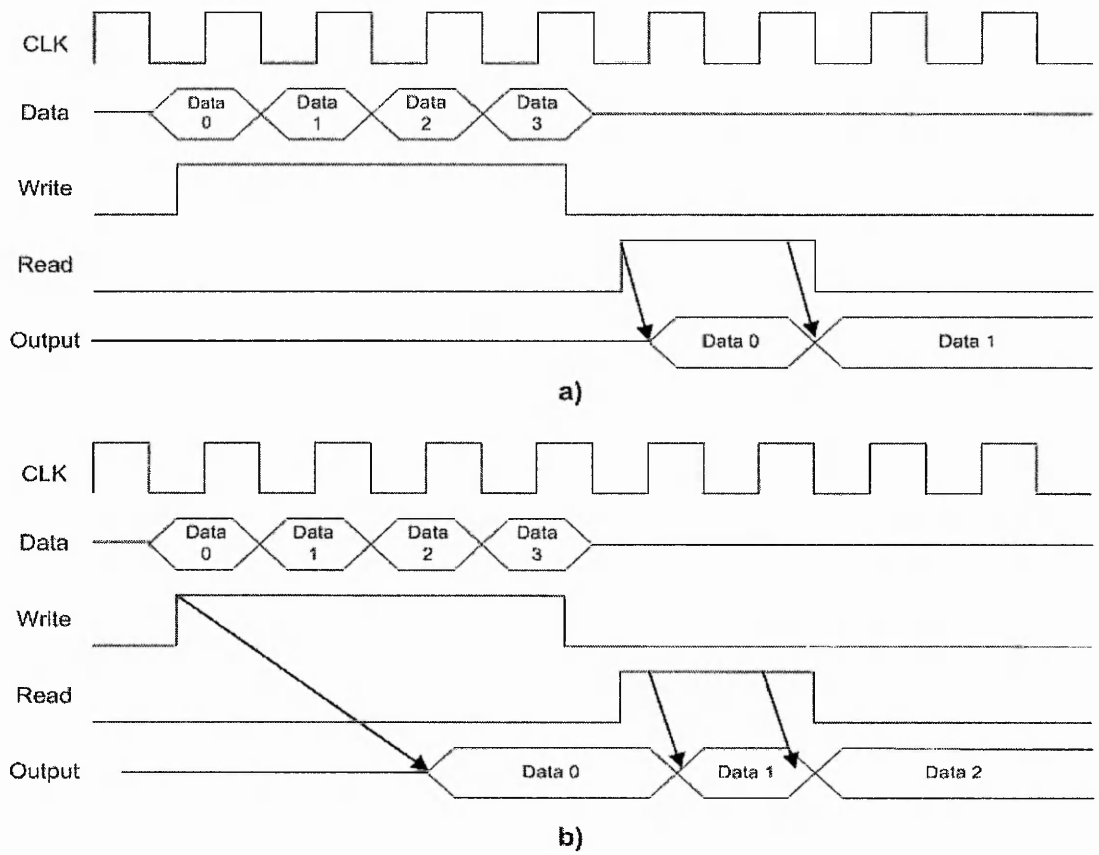 CLK
Data
Data 0
Data 1
Data 2
Data 3
Write
Read
Output
Data 0
Data 1
a)
CLK
Data
Data 0
Data 1
Data 2
Data 3
Write
Read
Output
Data 0
Data 1
Data 2
b)